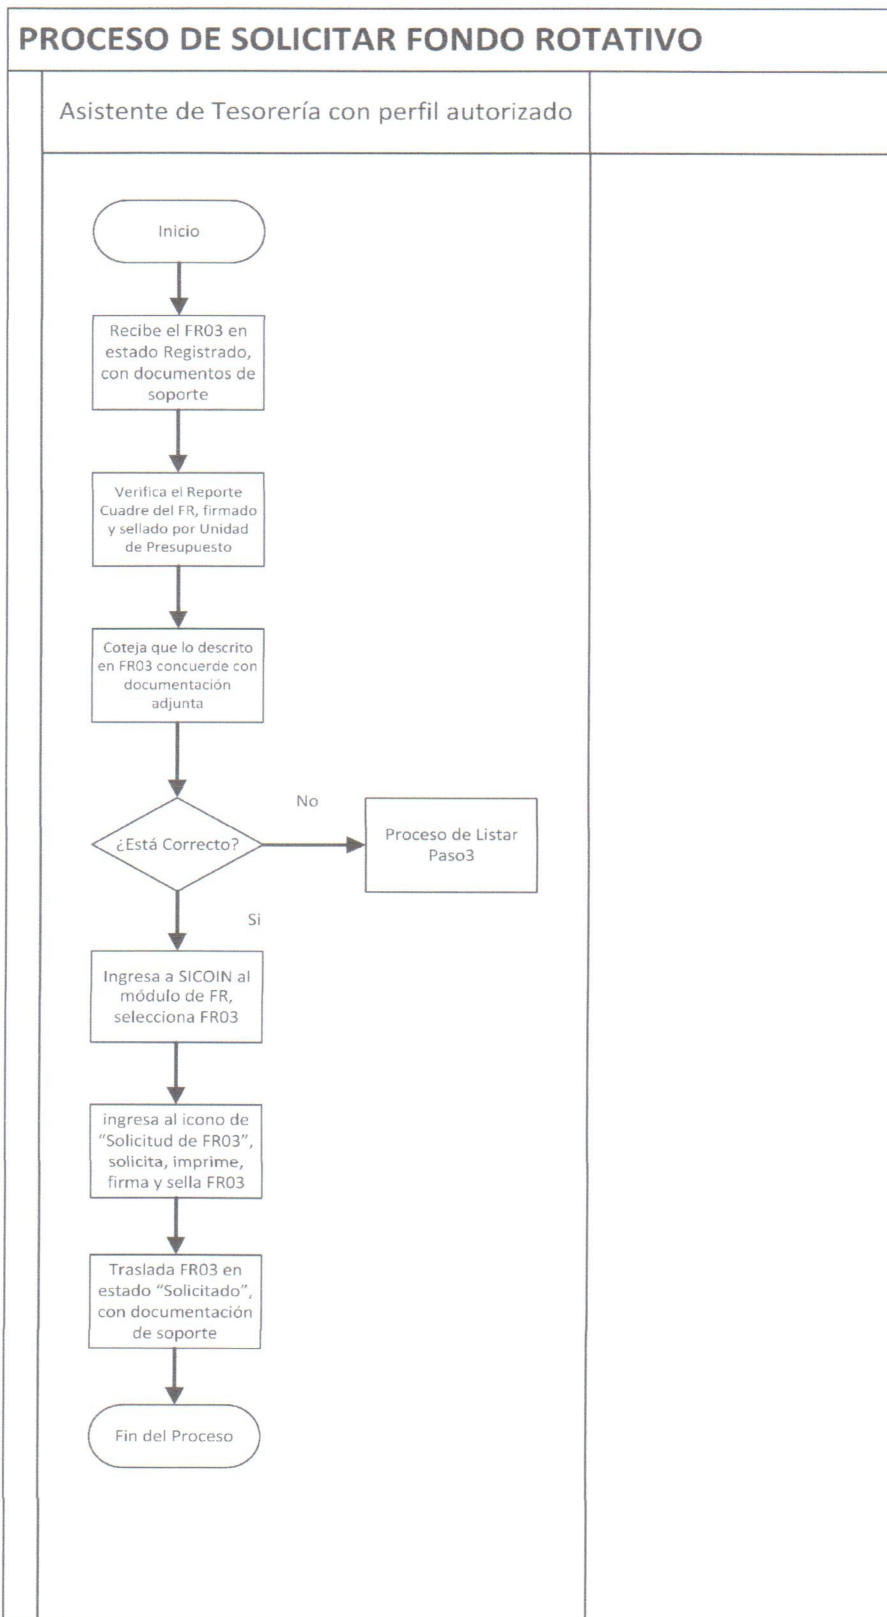 PROCESO DE SOLICITAR FONDO ROTATIVO
Asistente de Tesorería con perfil autorizado
Inicio
Recibe el FR03 en
estado Registrado,
con documentos de
soporte
Verifica el Reporte
Cuadre del FR, firmado
y sellado por Unidad
de Presupuesto
Coteja que lo descrito
en FR03 concuerde con
documentación
adjunta
¿Está Correcto?
No
Proceso de Listar
Paso3
Si
Ingresa a SICOIN al
módulo de FR,
selecciona FR03
ingresa al icono de
“Solicitud de FR03”,
solicita, imprime,
firma y sella FR03
Traslada FR03 en
estado “Solicitado”,
con documentación
de soporte
Fin del Proceso